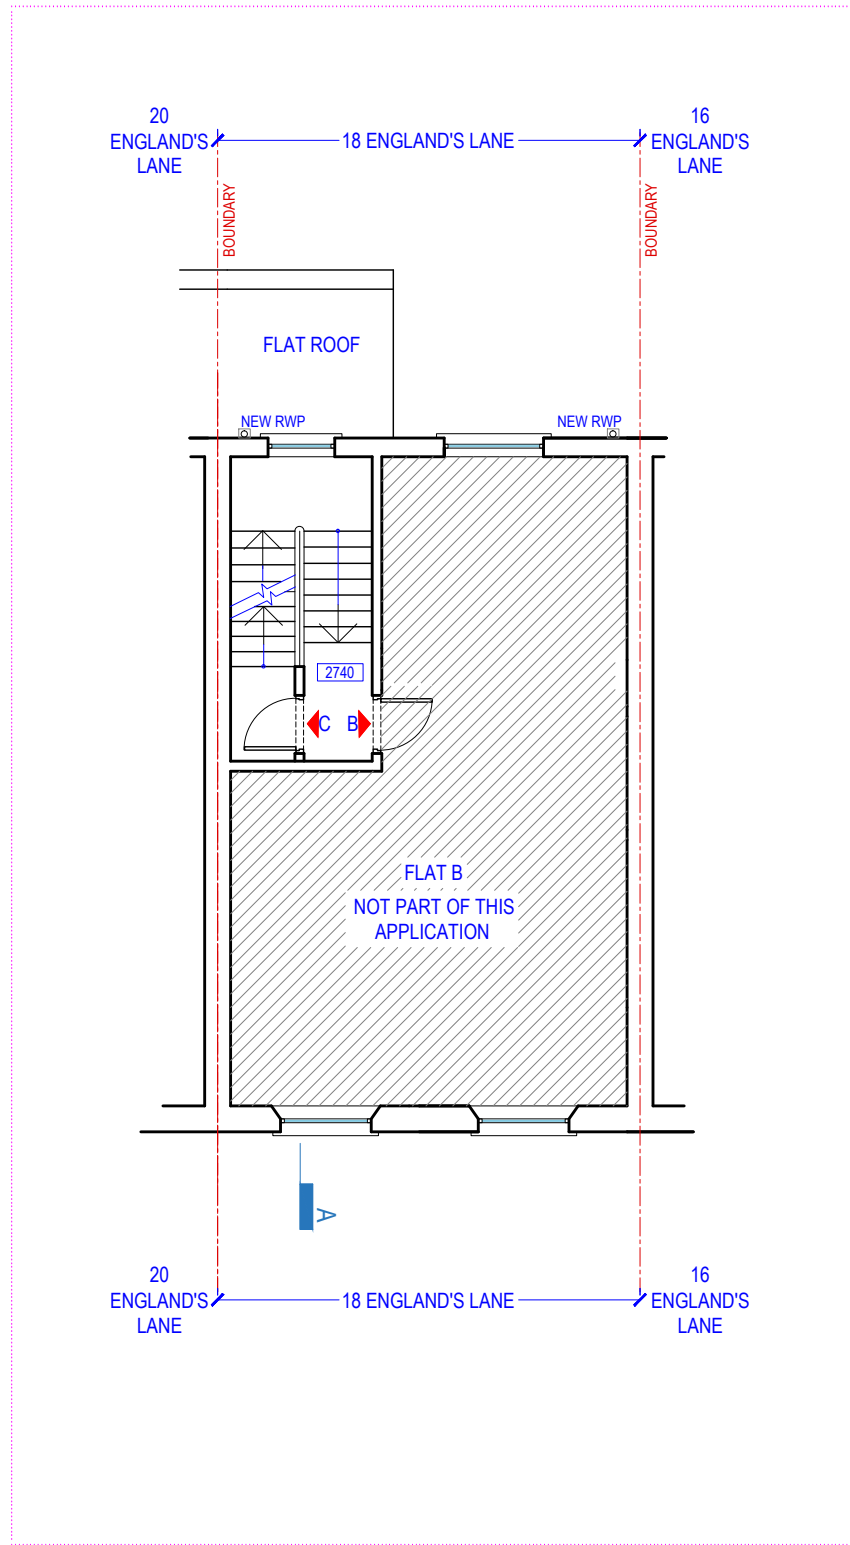 20
ENGLAND'S
LANE
18 ENGLAND'S LANE
16
ENGLAND'S
LANE
BOUNDARY
BOUNDARY
FLAT ROOF
NEW RWP
NEW RWP
2740
C
B
FLAT B
NOT PART OF THIS
APPLICATION
A
20
ENGLAND'S
LANE
18 ENGLAND'S LANE
16
ENGLAND'S
LANE